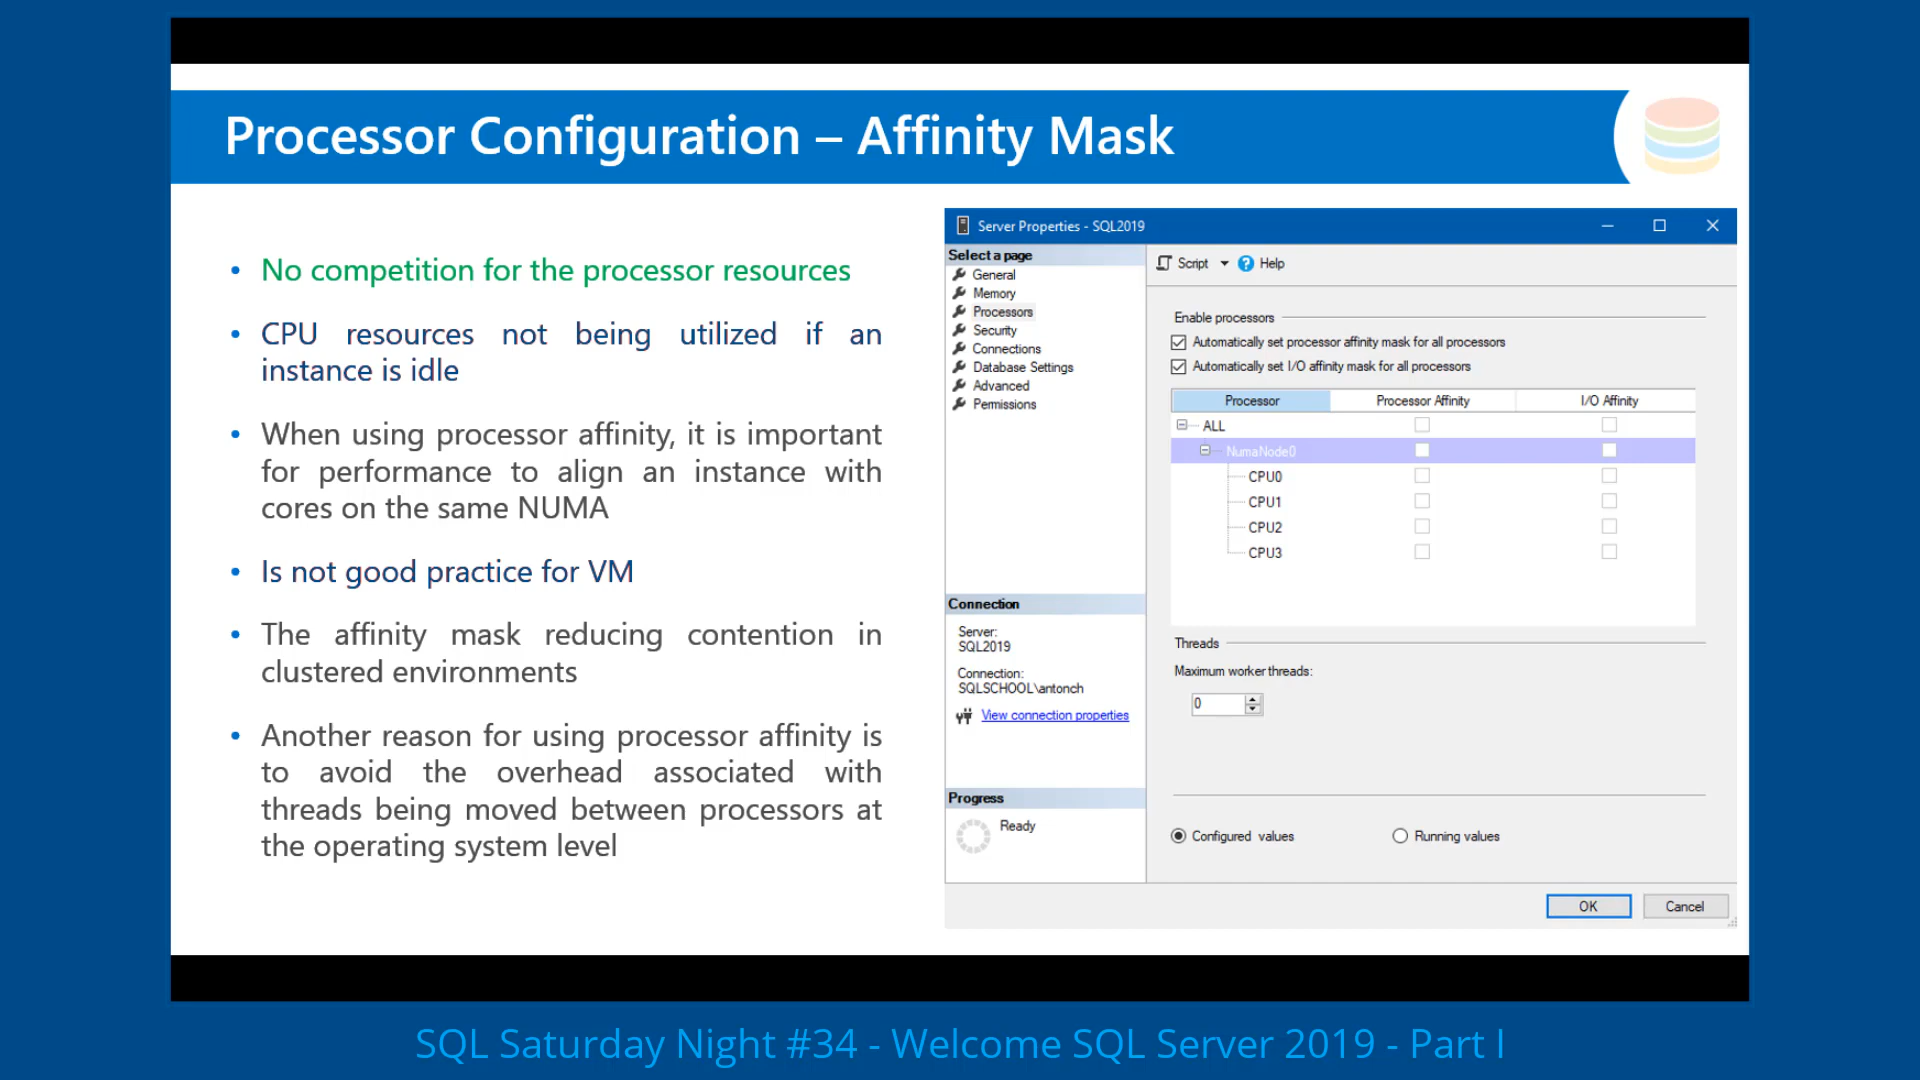 Processor Configuration – Affinity Mask
• No competition for the processor resources
• CPU resources not being utilized if an
instance is idle
• When using processor affinity, it is important
for performance to align an instance with
cores on the same NUMA
• Is not good practice for VM
• The affinity mask reducing contention in
clustered environments
• Another reason for using processor affinity is
to avoid the overhead associated with
threads being moved between processors at
the operating system level
Server Properties - SQL2019
Select a page
General
Memory
Processors
Security
Connections
Database Settings
Advanced
Permissions
Connection
Server:
SQL2019
Connection:
SQLSCHOOL\antonch
View connection properties
Progress
Ready
Script Help
Enable processors
Automatically set processor affinity mask for all processors
Automatically set I/O affinity mask for all processors
Processor Processor Affinity I/O Affinity
ALL
NumaNode0
CPU0
CPU1
CPU2
CPU3
Threads
Maximum worker threads:
0
Configured values Running values
OK Cancel
SQL Saturday Night #34 - Welcome SQL Server 2019 - Part I